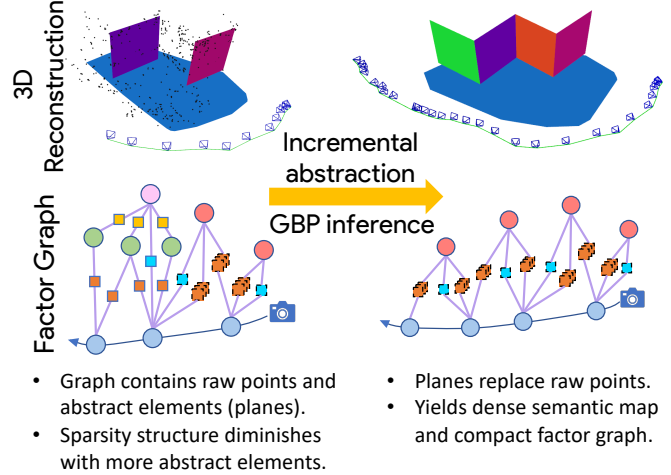 3D
Reconstruction
Incremental
abstraction
GBP inference
Factor Graph
• Graph contains raw points and
abstract elements (planes).
• Sparsity structure diminishes
with more abstract elements.
• Planes replace raw points.
• Yields dense semantic map
and compact factor graph.